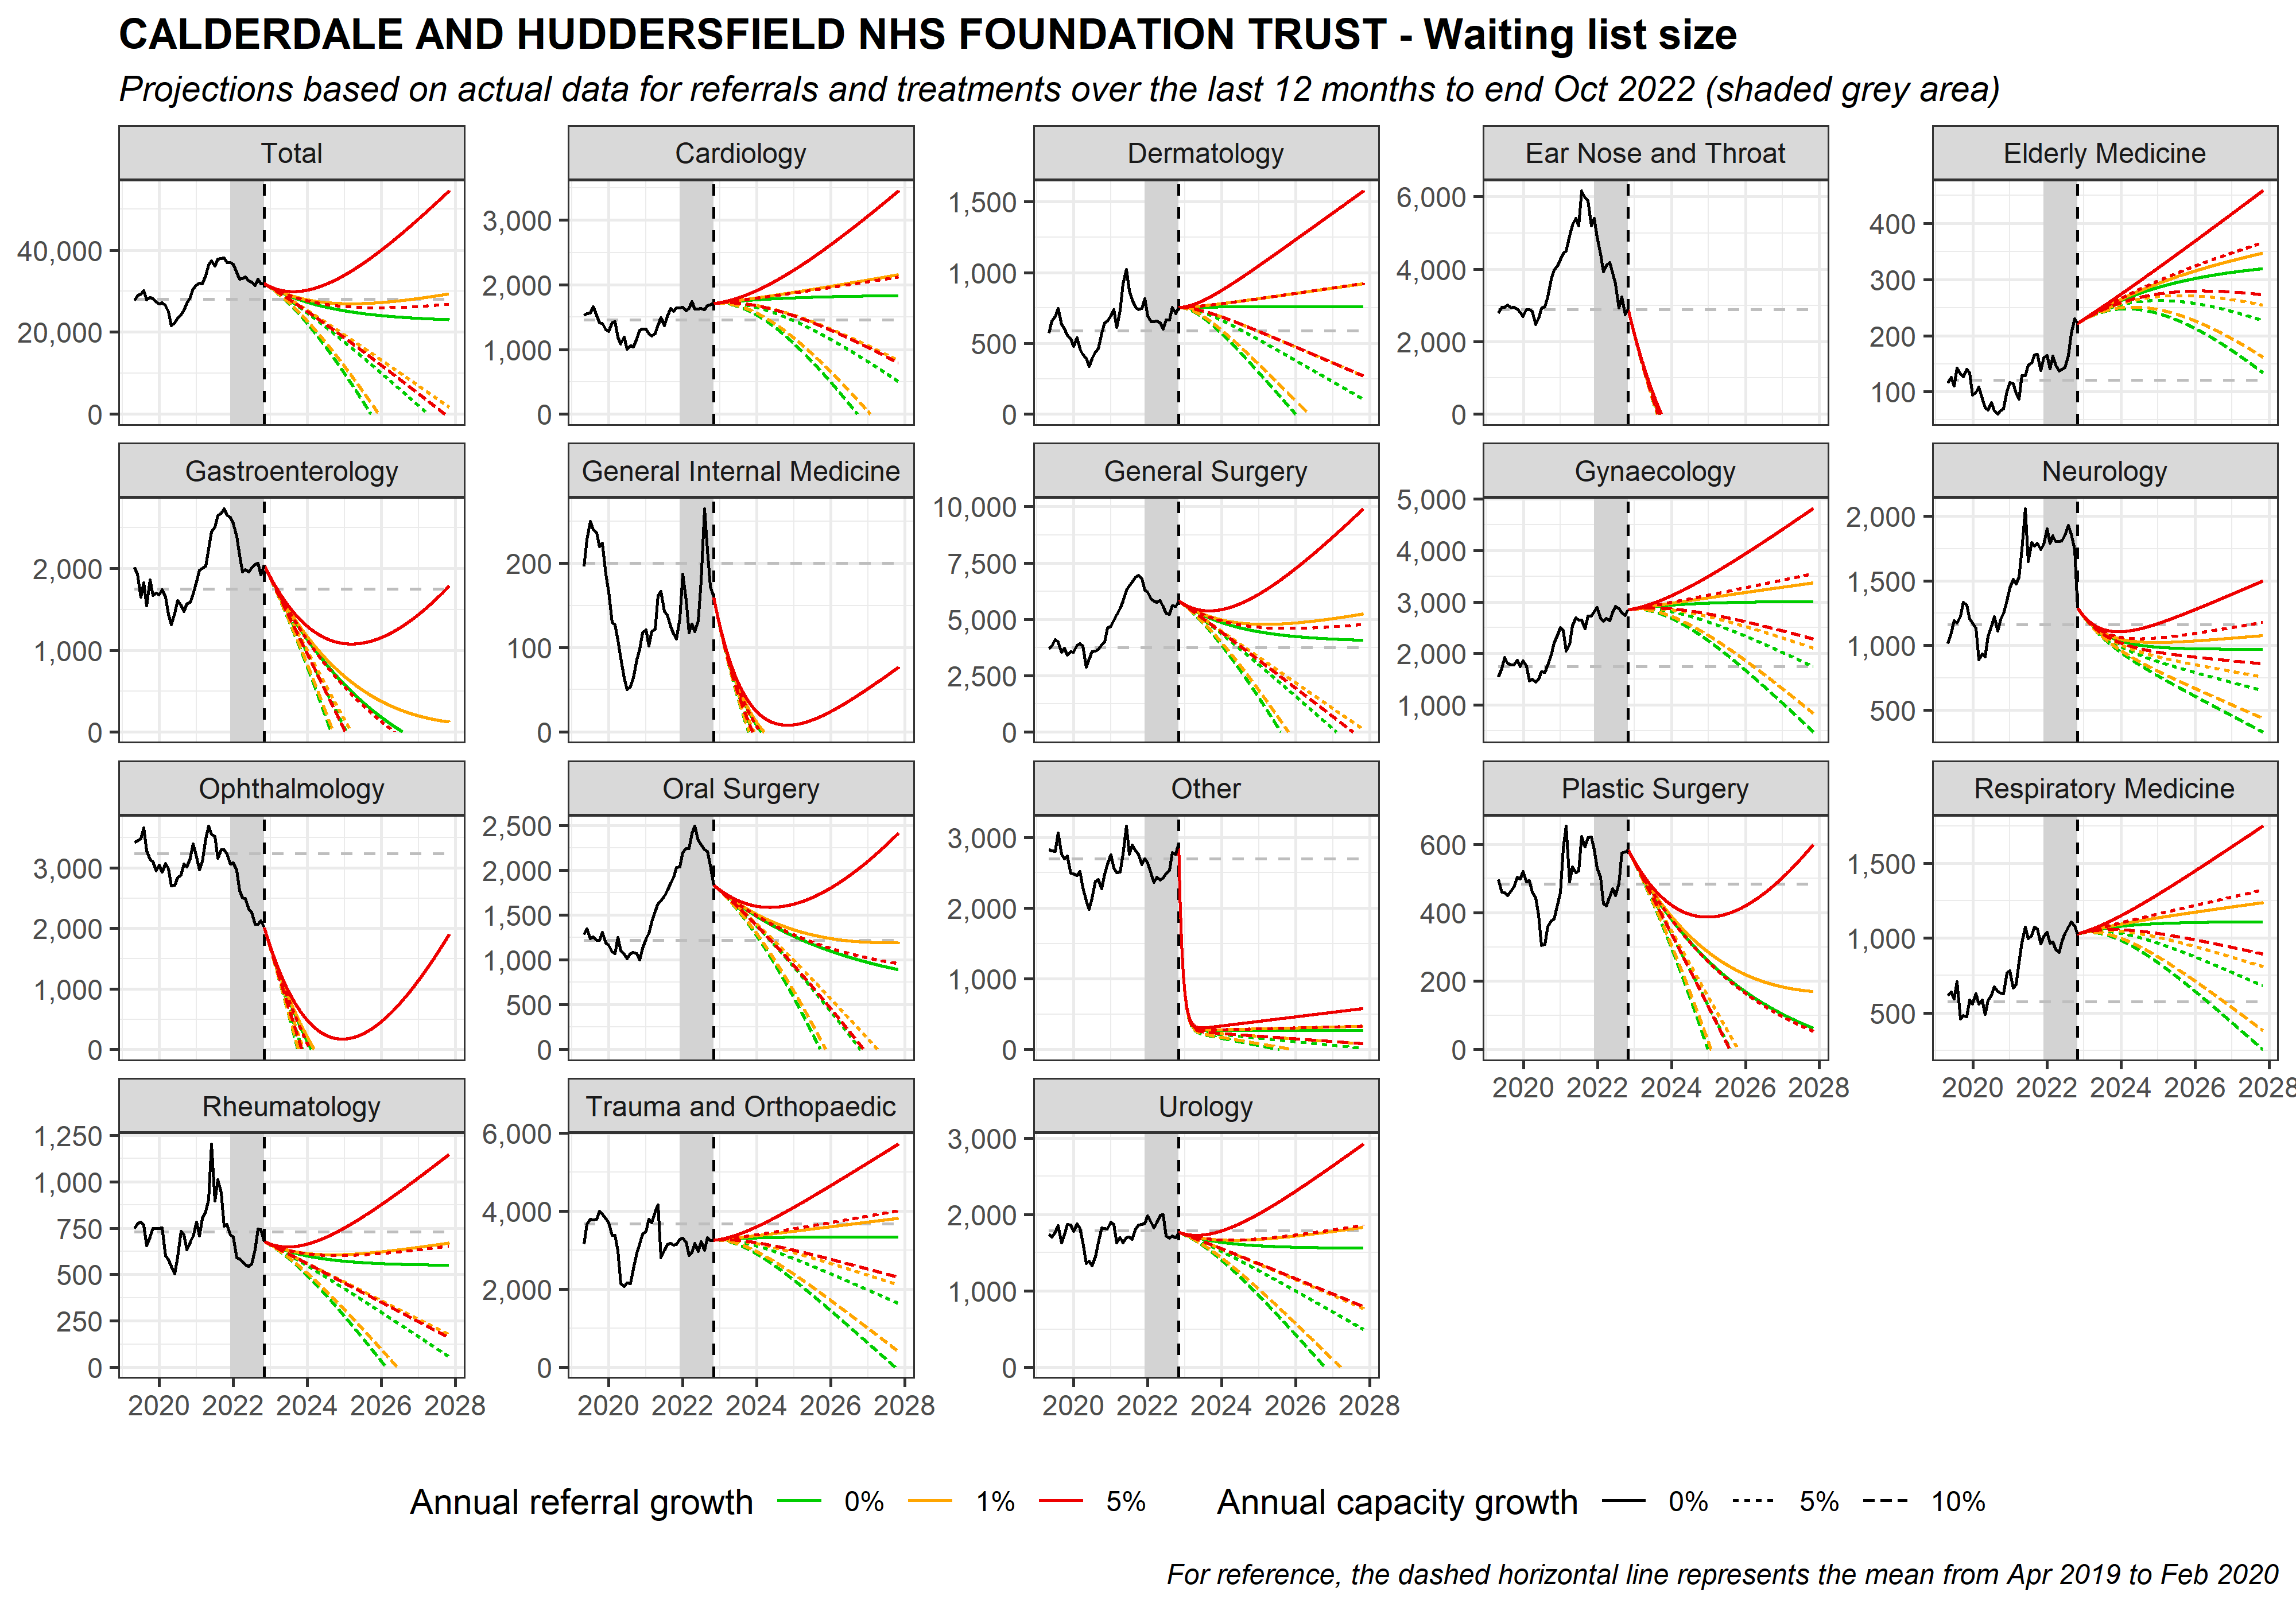 CALDERDALE AND HUDDERSFIELD NHS FOUNDATION TRUST - Waiting list size
Projections based on actual data for referrals and treatments over the last 12 months to end Oct 2022 (shaded grey area)
Total
40,000
20,000
0
Cardiology
3,000
2,000
1,000
0
Dermatology
1,500
1,000
500
0
Ear Nose and Throat
6,000
4,000
2,000
0
Elderly Medicine
400
300
200
100
Gastroenterology
2,000
1,000
0
General Internal Medicine
200
100
0
General Surgery
10,000
7,500
5,000
2,500
0
Gynaecology
5,000
4,000
3,000
2,000
1,000
Neurology
2,000
1,500
1,000
500
Ophthalmology
3,000
2,000
1,000
0
Oral Surgery
2,500
2,000
1,500
1,000
500
0
Other
3,000
2,000
1,000
0
Plastic Surgery
600
400
200
0
2020 2022 2024 2026 2028
Respiratory Medicine
1,500
1,000
500
2020 2022 2024 2026 2028
Rheumatology
1,250
1,000
750
500
250
0
2020 2022 2024 2026 2028
Trauma and Orthopaedic
6,000
4,000
2,000
0
2020 2022 2024 2026 2028
Urology
3,000
2,000
1,000
0
2020 2022 2024 2026 2028
Annual referral growth 0% 1% 5% Annual capacity growth 0% 5% 10%
For reference, the dashed horizontal line represents the mean from Apr 2019 to Feb 2020